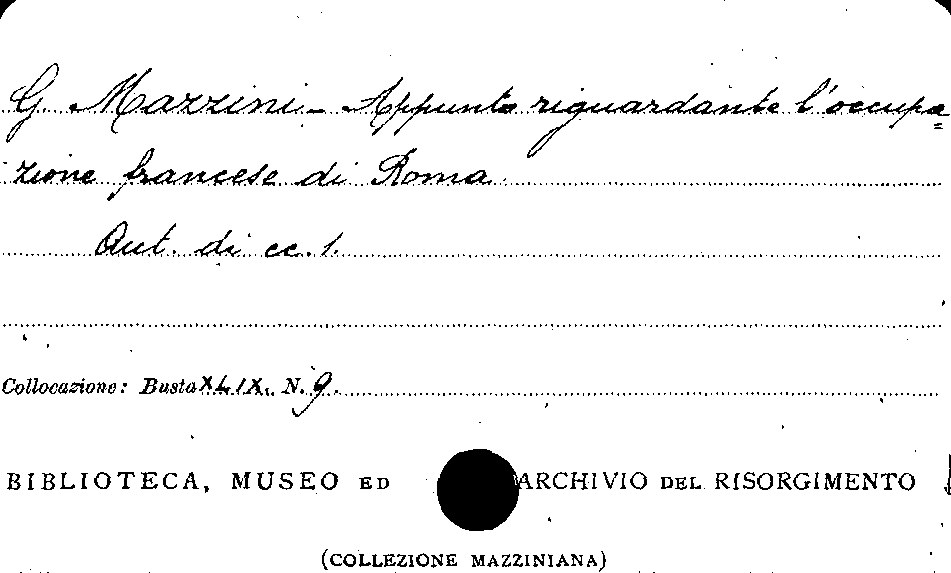 G. Mazzini - Appunto riguardante l'occupa=
zione francese di Roma
Aut. di cc. 1.
Collocazione: Busta XLIX. N. 9.
BIBLIOTECA, MUSEO ED ARCHIVIO DEL RISORGIMENTO
(COLLEZIONE MAZZINIANA)